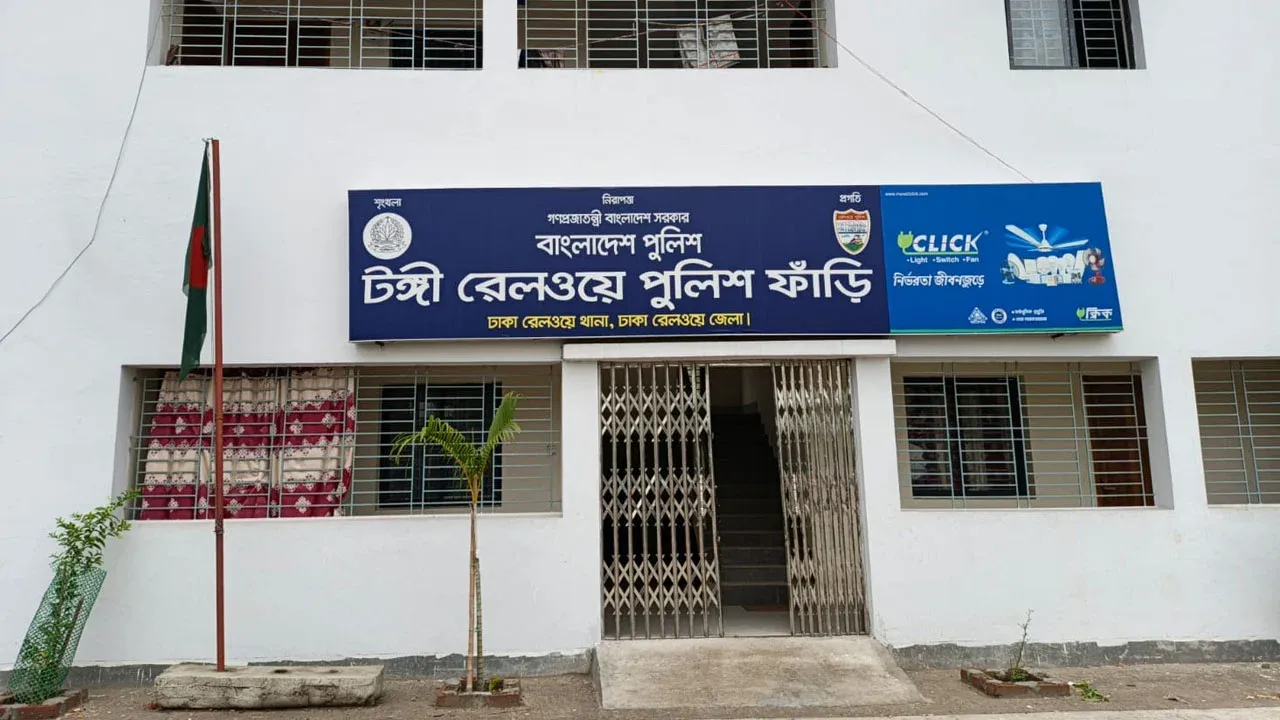 শৃংখলা নিরাপত্তা প্রগতি
গণপ্রজাতন্ত্রী বাংলাদেশ সরকার
বাংলাদেশ পুলিশ
টঙ্গী রেলওয়ে পুলিশ ফাঁড়ি
ঢাকা রেলওয়ে থানা, ঢাকা রেলওয়ে জেলা।
CLICK
Light • Switch • Fan
নির্ভরতা জীবনজুড়ে
ক্লিক